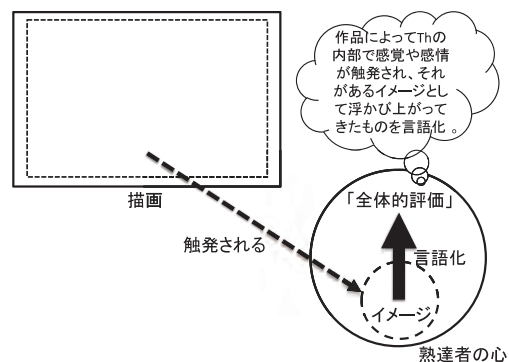 作品によってThの
内部で感覚や感情
が触発され、それ
があるイメージとし
て浮かび上がって
きたものを言語化。
描画
「全体的評価」
触発される
言語化
イメージ
熟達者の心